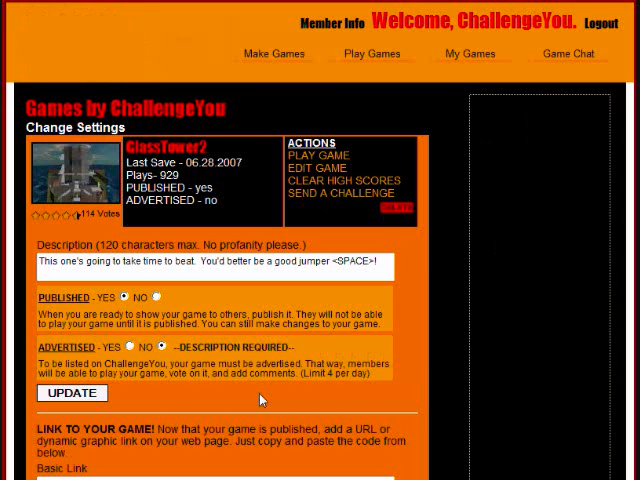 Member Info Welcome, ChallengeYou. Logout
Make Games Play Games My Games Game Chat
Games by ChallengeYou
Change Settings
GlassTower2
Last Save - 06.28.2007
Plays- 929
PUBLISHED - yes
ADVERTISED - no
114 Votes
ACTIONS
PLAY GAME
EDIT GAME
CLEAR HIGH SCORES
SEND A CHALLENGE
DELETE
Description (120 characters max. No profanity please.)
This one's going to take time to beat. You'd better be a good jumper <SPACE>!
PUBLISHED - YES NO
When you are ready to show your game to others, publish it. They will not be able
to play your game until it is published. You can still make changes to your game.
ADVERTISED - YES NO --DESCRIPTION REQUIRED--
To be listed on ChallengeYou, your game must be advertised. That way, members
will be able to play your game, vote on it, and add comments. (Limit 4 per day)
UPDATE
LINK TO YOUR GAME! Now that your game is published, add a URL or
dynamic graphic link on your web page. Just copy and paste the code from
below.
Basic Link